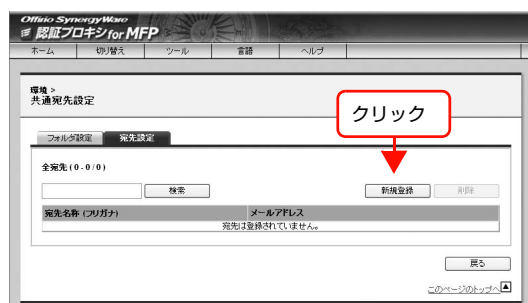 Offirio SynergyWare
認証プロキシ for MFP
ホーム 切り替え ツール 言語 ヘルプ
環境 >
共通宛先設定
クリック
フォルダ設定 宛先設定
全宛先 (0 - 0 / 0)
検索 新規登録 削除
宛先名称 (フリガナ) メールアドレス
宛先は登録されていません。
戻る
このページのトップへ▲